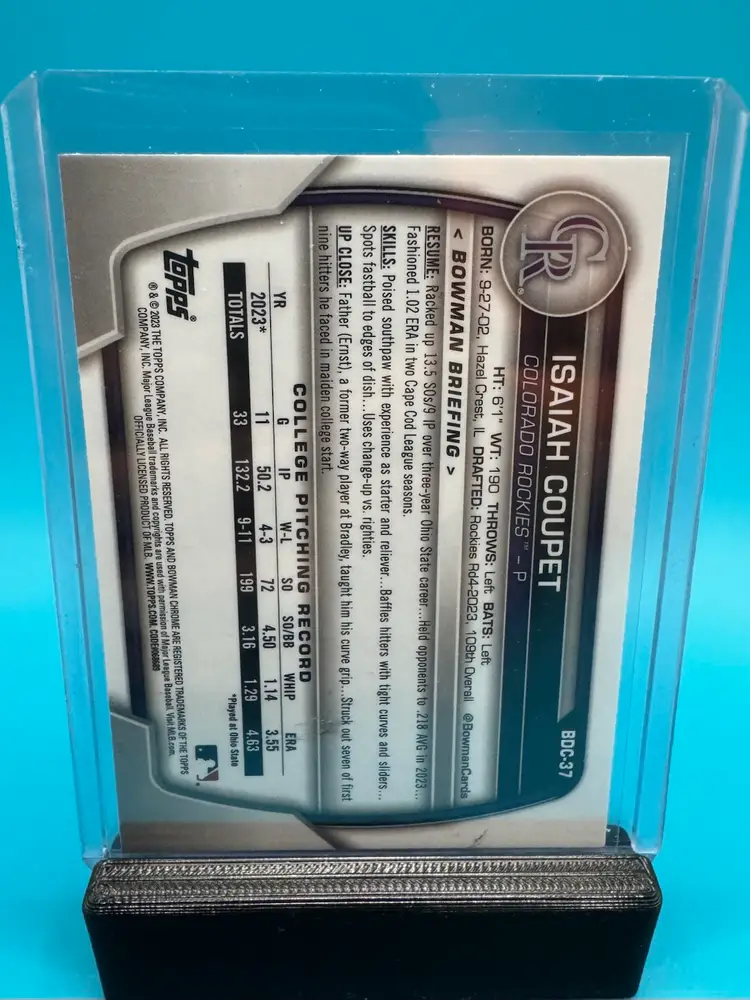 CR®
ISAIAH COUPET
BDC-37
COLORADO ROCKIES™ – P
HT: 6'1" WT: 190 THROWS: Left BATS: Left
BORN: 9-27-02, Hazel Crest, IL DRAFTED: Rockies Rd4-2023, 109th Overall @BowmanCards
< BOWMAN BRIEFING >
RESUME: Racked up 13.5 SOs/9 IP over three-year Ohio State career...Held opponents to .218 AVG in 2023...
Fashioned 1.02 ERA in two Cape Cod League seasons.
SKILLS: Poised southpaw with experience as starter and reliever...Baffles hitters with tight curves and sliders...
Spots fastball to edges of dish...Uses change-up vs. righties.
UP CLOSE: Father (Ernst), a former two-way player at Bradley, taught him his curve grip...Struck out seven of first
nine hitters he faced in maiden college start.
COLLEGE PITCHING RECORD
YR G IP W-L SO SO/BB WHIP ERA
2023* 11 50.2 4-3 72 4.50 1.14 3.55
TOTALS 33 132.2 9-11 199 3.16 1.29 4.63
*Played at Ohio State
topps®
® & © 2023 THE TOPPS COMPANY, INC. ALL RIGHTS RESERVED. TOPPS AND BOWMAN CHROME ARE REGISTERED TRADEMARKS OF THE TOPPS
COMPANY, INC. Major League Baseball trademarks and copyrights are used with permission of Major League Baseball. Visit MLB.com.
OFFICIALLY LICENSED PRODUCT OF MLB. WWW.TOPPS.COM.